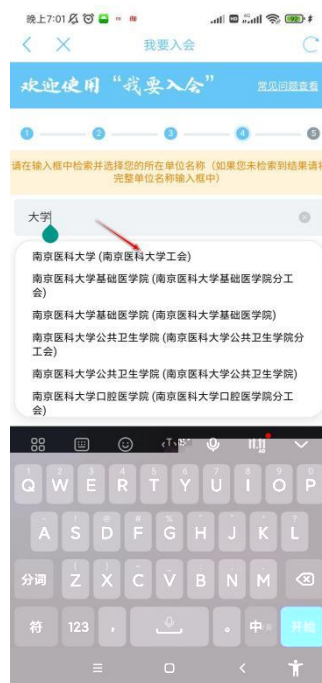 晚上7:01
我要入会
欢迎使用“我要入会”
常见问题查看
1 2 3 4 5
请在输入框中检索并选择您的所在单位名称（如果您未检索到结果请将
完整单位名称输入框中）
大学
南京医科大学 (南京医科大学工会)
南京医科大学基础医学院 (南京医科大学基础医学院分工
会)
南京医科大学基础医学院 (南京医科大学基础医学院)
南京医科大学公共卫生学院 (南京医科大学公共卫生学院分
工会)
南京医科大学公共卫生学院 (南京医科大学公共卫生学院)
南京医科大学口腔医学院 (南京医科大学口腔医学院分工
会)
Q W E R T Y U I O P
A S D F G H J K L
分词 Z X C V B N M
符 123 ， 。 中 开始